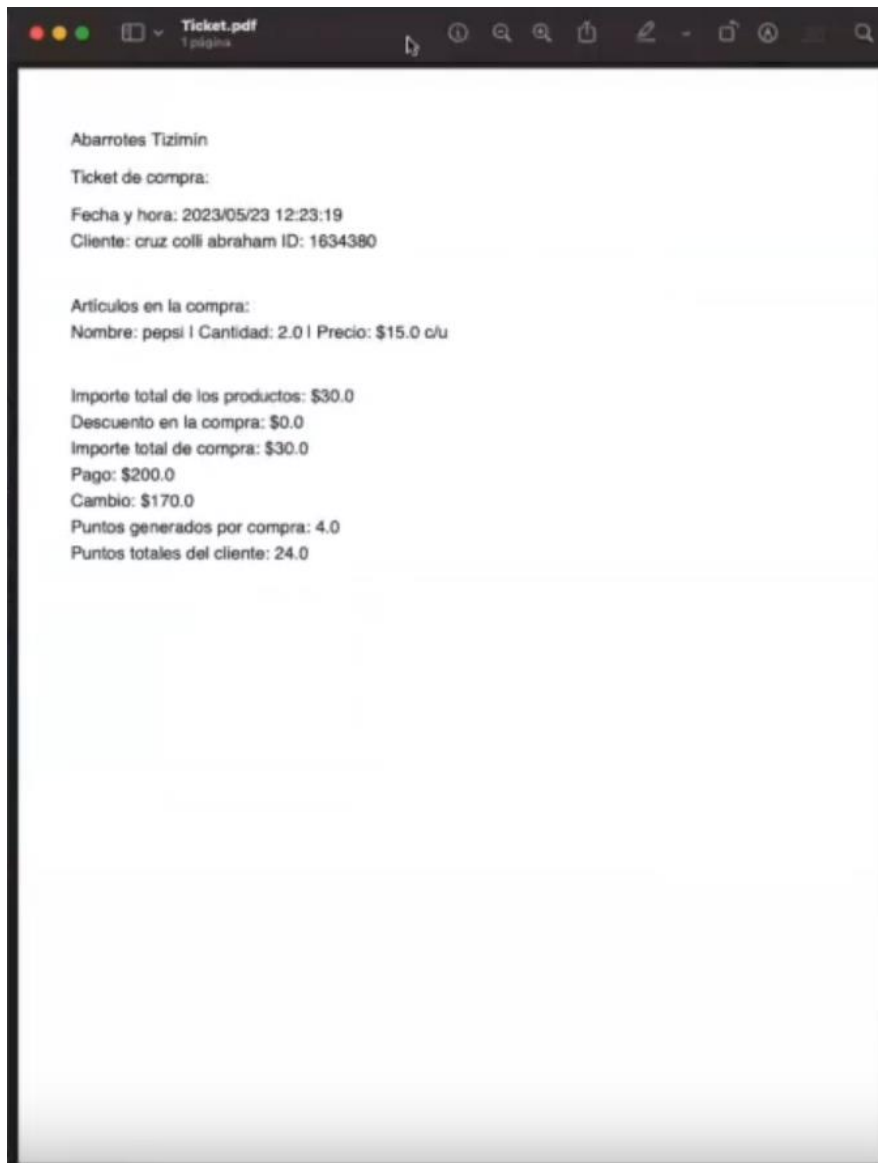 Ticket.pdf
1 página
Abarrotes Tizimin
Ticket de compra:
Fecha y hora: 2023/05/23 12:23:19
Cliente: cruz colli abraham ID: 1634380
Artículos en la compra:
Nombre: pepsi | Cantidad: 2.0 | Precio: $15.0 c/u
Importe total de los productos: $30.0
Descuento en la compra: $0.0
Importe total de compra: $30.0
Pago: $200.0
Cambio: $170.0
Puntos generados por compra: 4.0
Puntos totales del cliente: 24.0